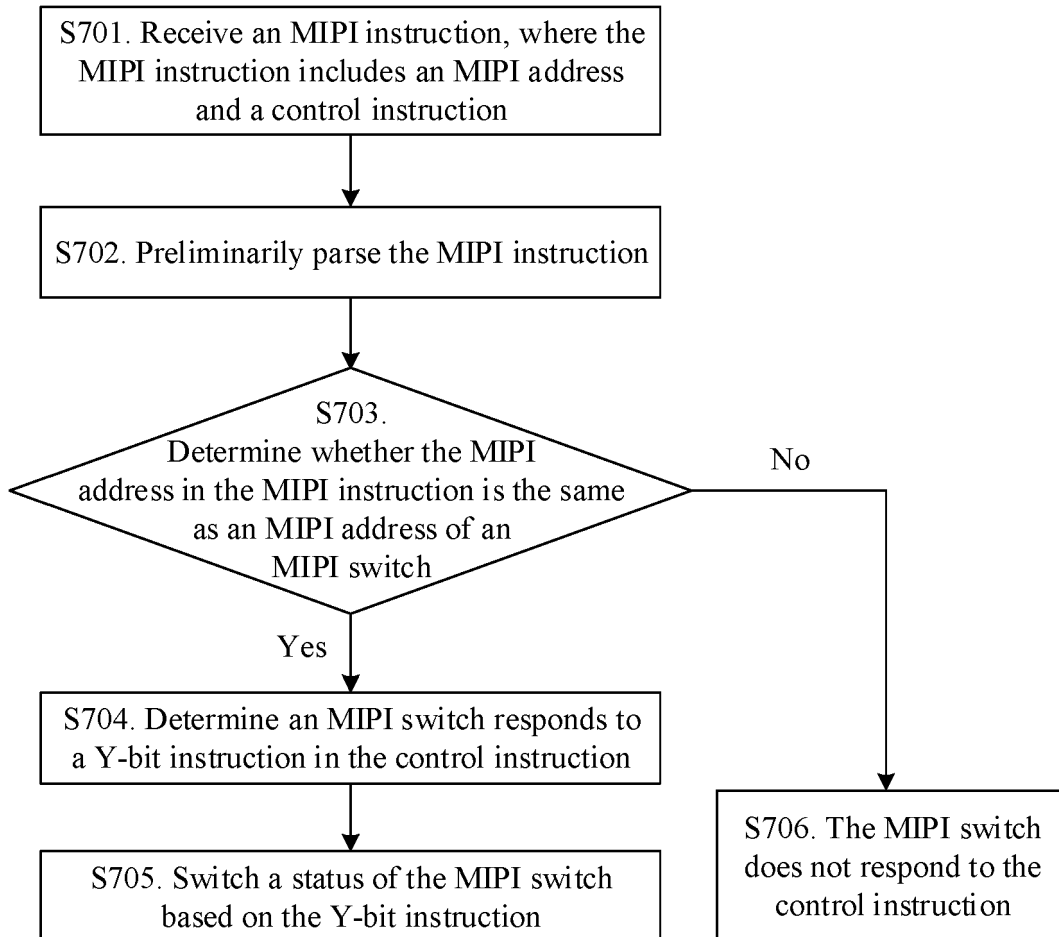 S701. Receive an MIPI instruction, where the
MIPI instruction includes an MIPI address
and a control instruction
S702. Preliminarily parse the MIPI instruction
S703.
Determine whether the MIPI
address in the MIPI instruction is the same
as an MIPI address of an
MIPI switch
No
Yes
S704. Determine an MIPI switch responds to
a Y-bit instruction in the control instruction
S705. Switch a status of the MIPI switch
based on the Y-bit instruction
S706. The MIPI switch
does not respond to the
control instruction